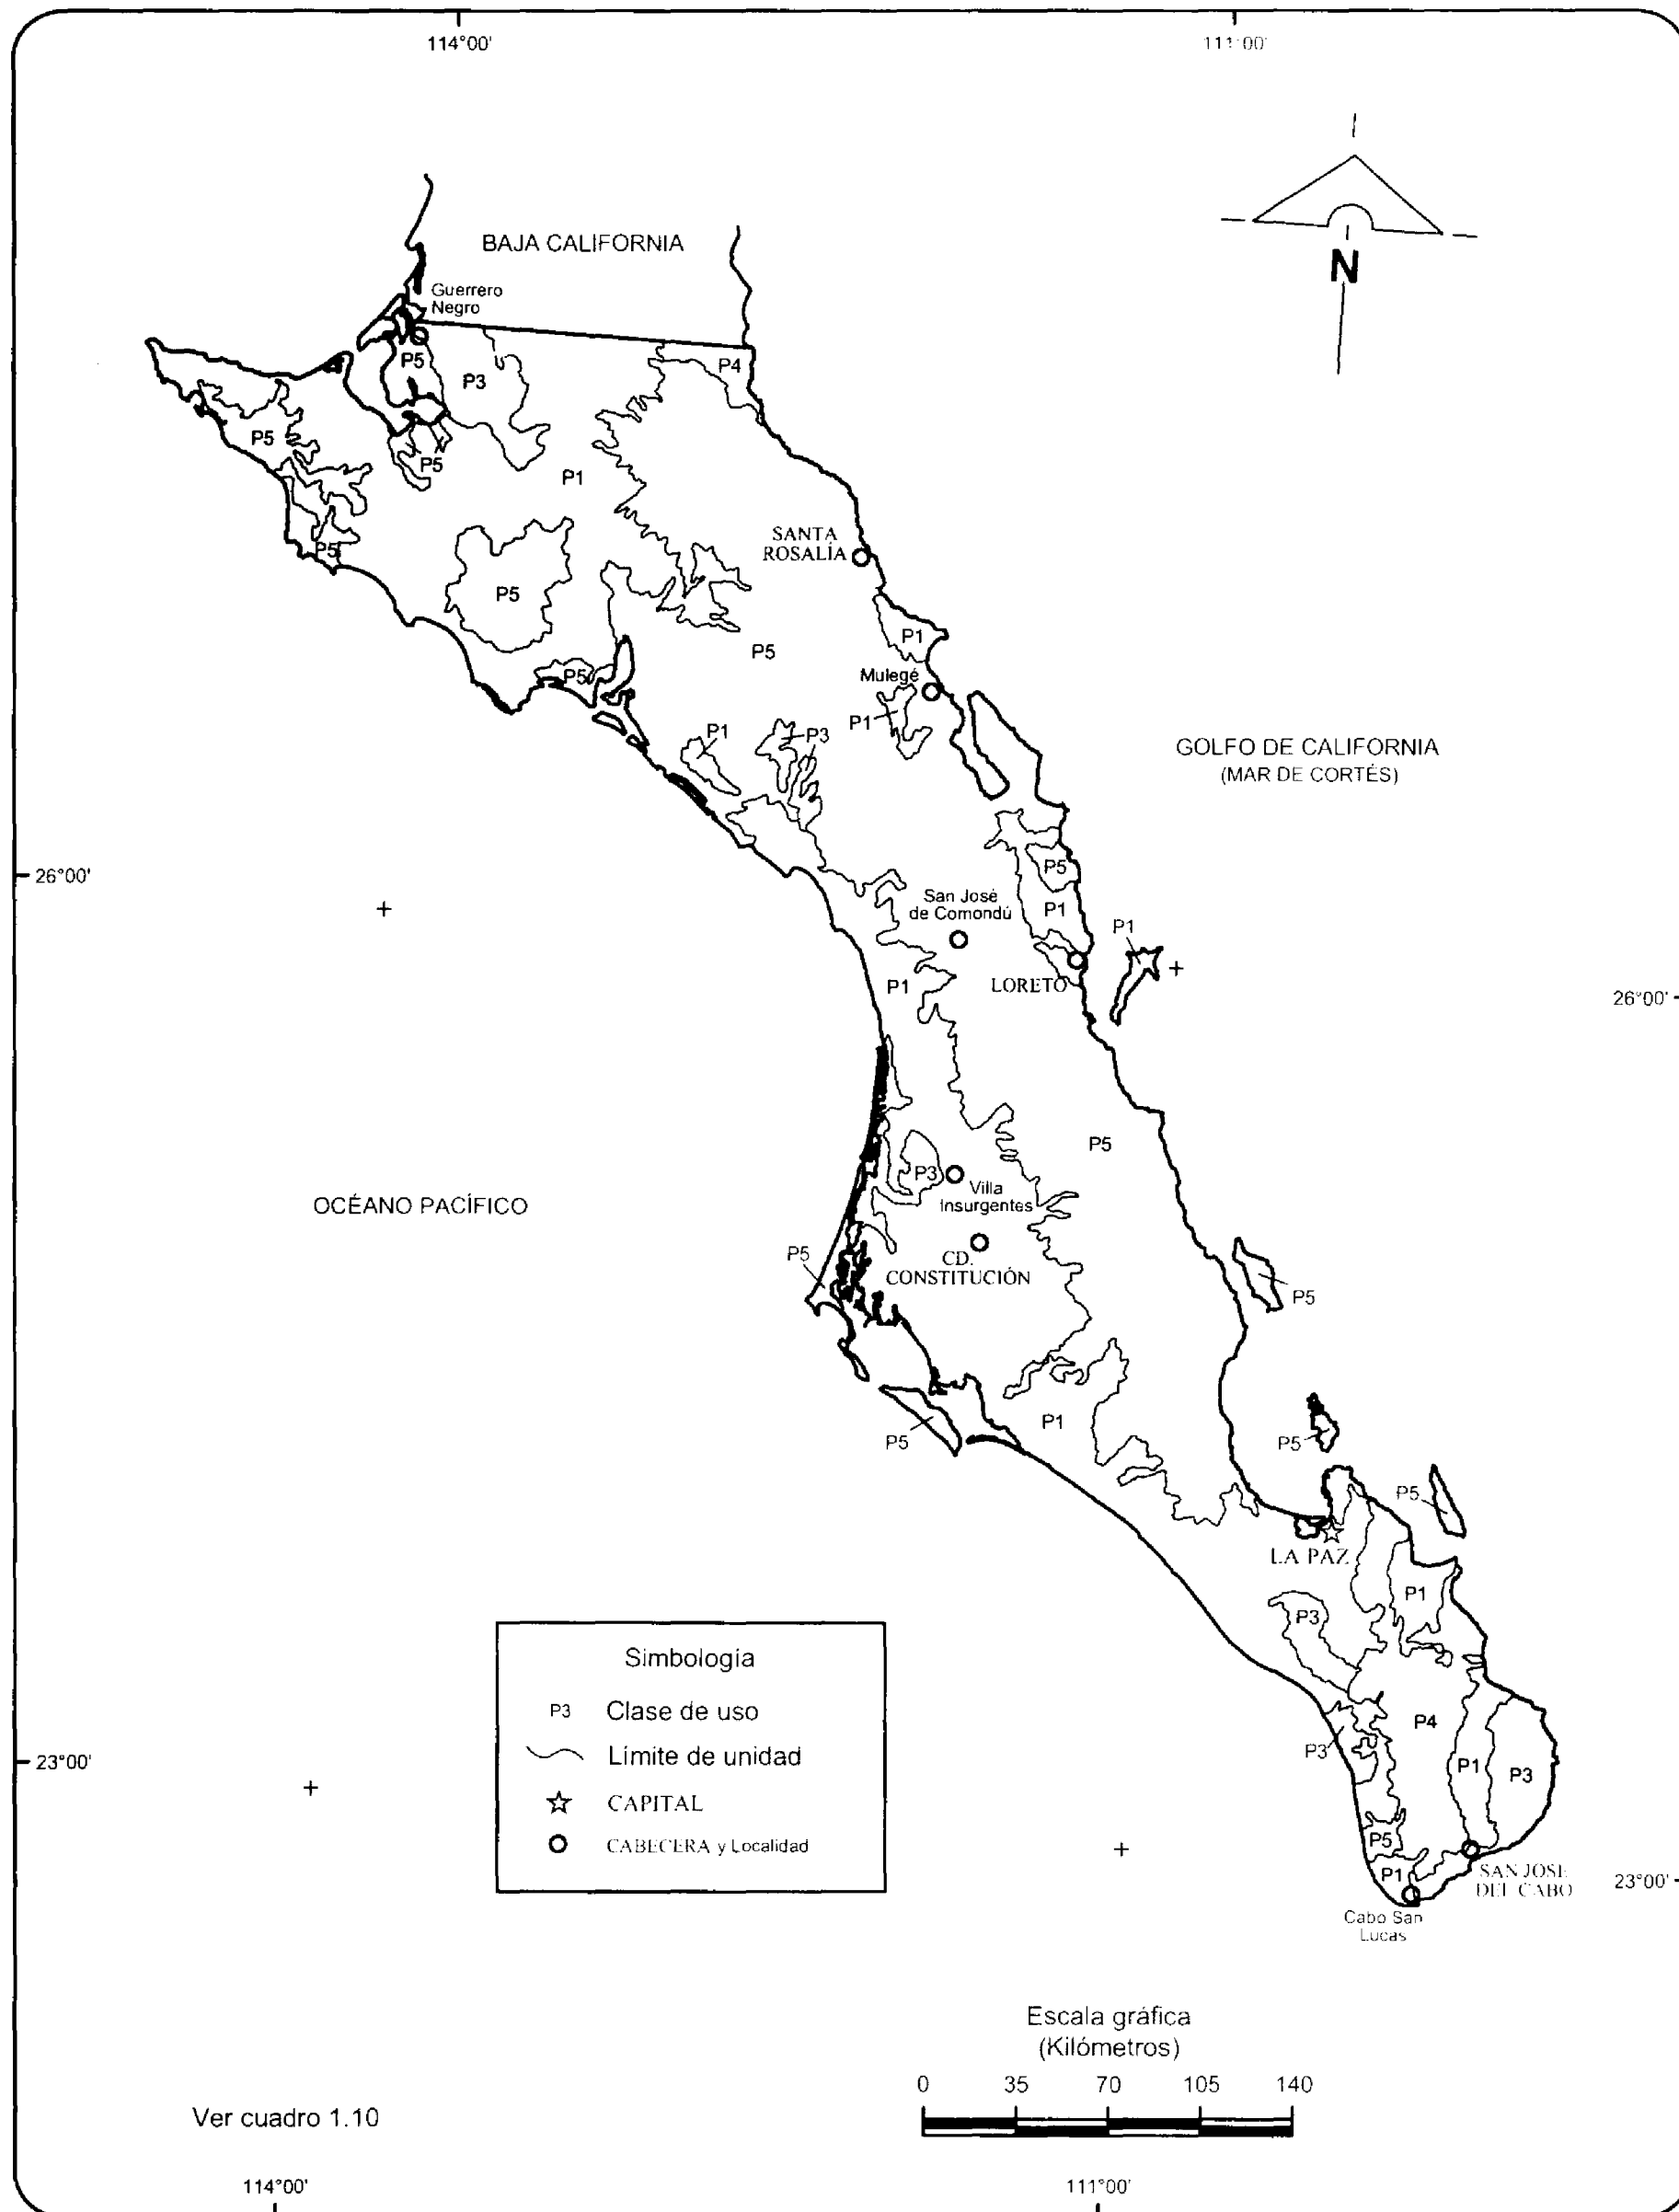 114°00'
111°00'
BAJA CALIFORNIA
Guerrero
Negro
N
P5
P3
P4
P5
P5
P1
SANTA
ROSALÍA
P5
P5
P1
P5
Mulegé
P5
P1
P1
P3
GOLFO DE CALIFORNIA
(MAR DE CORTÉS)
26°00'
P5
San José
de Comondú
P1
P1
P1
LORETO
26°00'
P5
P3
Villa
Insurgentes
OCÉANO PACÍFICO
P5
CD.
CONSTITUCIÓN
P5
P1
P5
P5
P5
LA PAZ
P1
P3
P4
P3
P1
P3
23°00'
P5
P1
SAN JOSE
DEL CABO
23°00'
Cabo San
Lucas
Simbología
P3 Clase de uso
Límite de unidad
CAPITAL
CABECERA y Localidad
Escala gráfica
(Kilómetros)
0 35 70 105 140
Ver cuadro 1.10
114°00'
111°00'